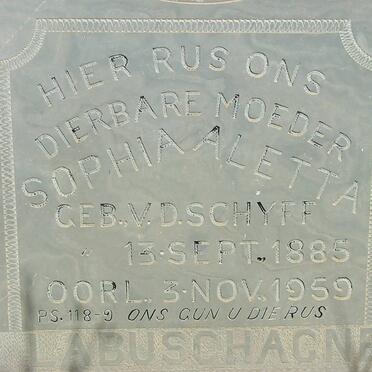 HIER RUS ONS
DIERBARE MOEDER
SOPHIA ALETTA
GEB. V.D. SCHYFF
13. SEPT. 1885
OORL. 3. NOV. 1959
PS. 118-9 ONS GUN U DIE RUS
LABUSCHAGNE